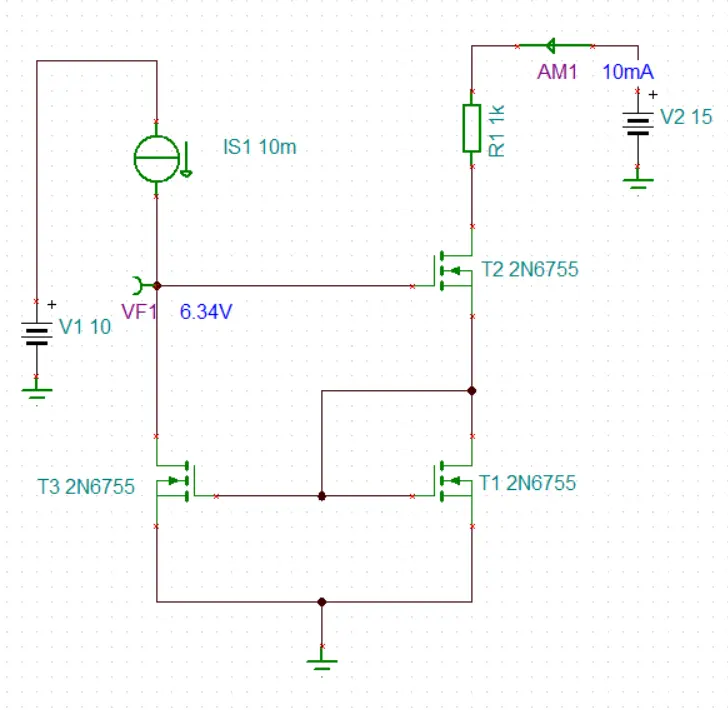 AM1 10mA
+
V2 15
R1 1k
IS1 10m
T2 2N6755
VF1 6.34V
+
V1 10
T3 2N6755
T1 2N6755